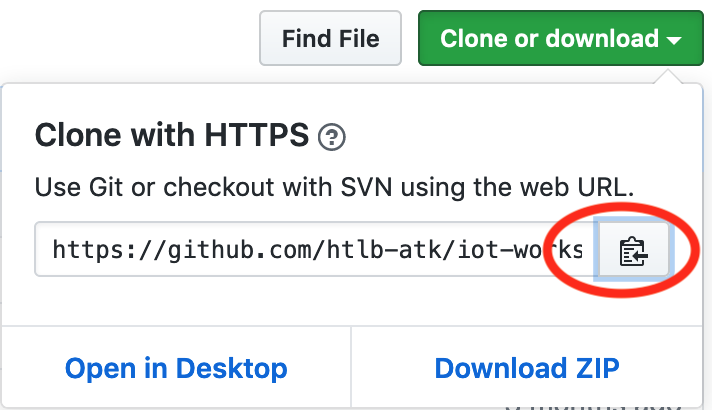 Find File
Clone or download
Clone with HTTPS
Use Git or checkout with SVN using the web URL.
https://github.com/htlb-atk/iot-works
Open in Desktop
Download ZIP